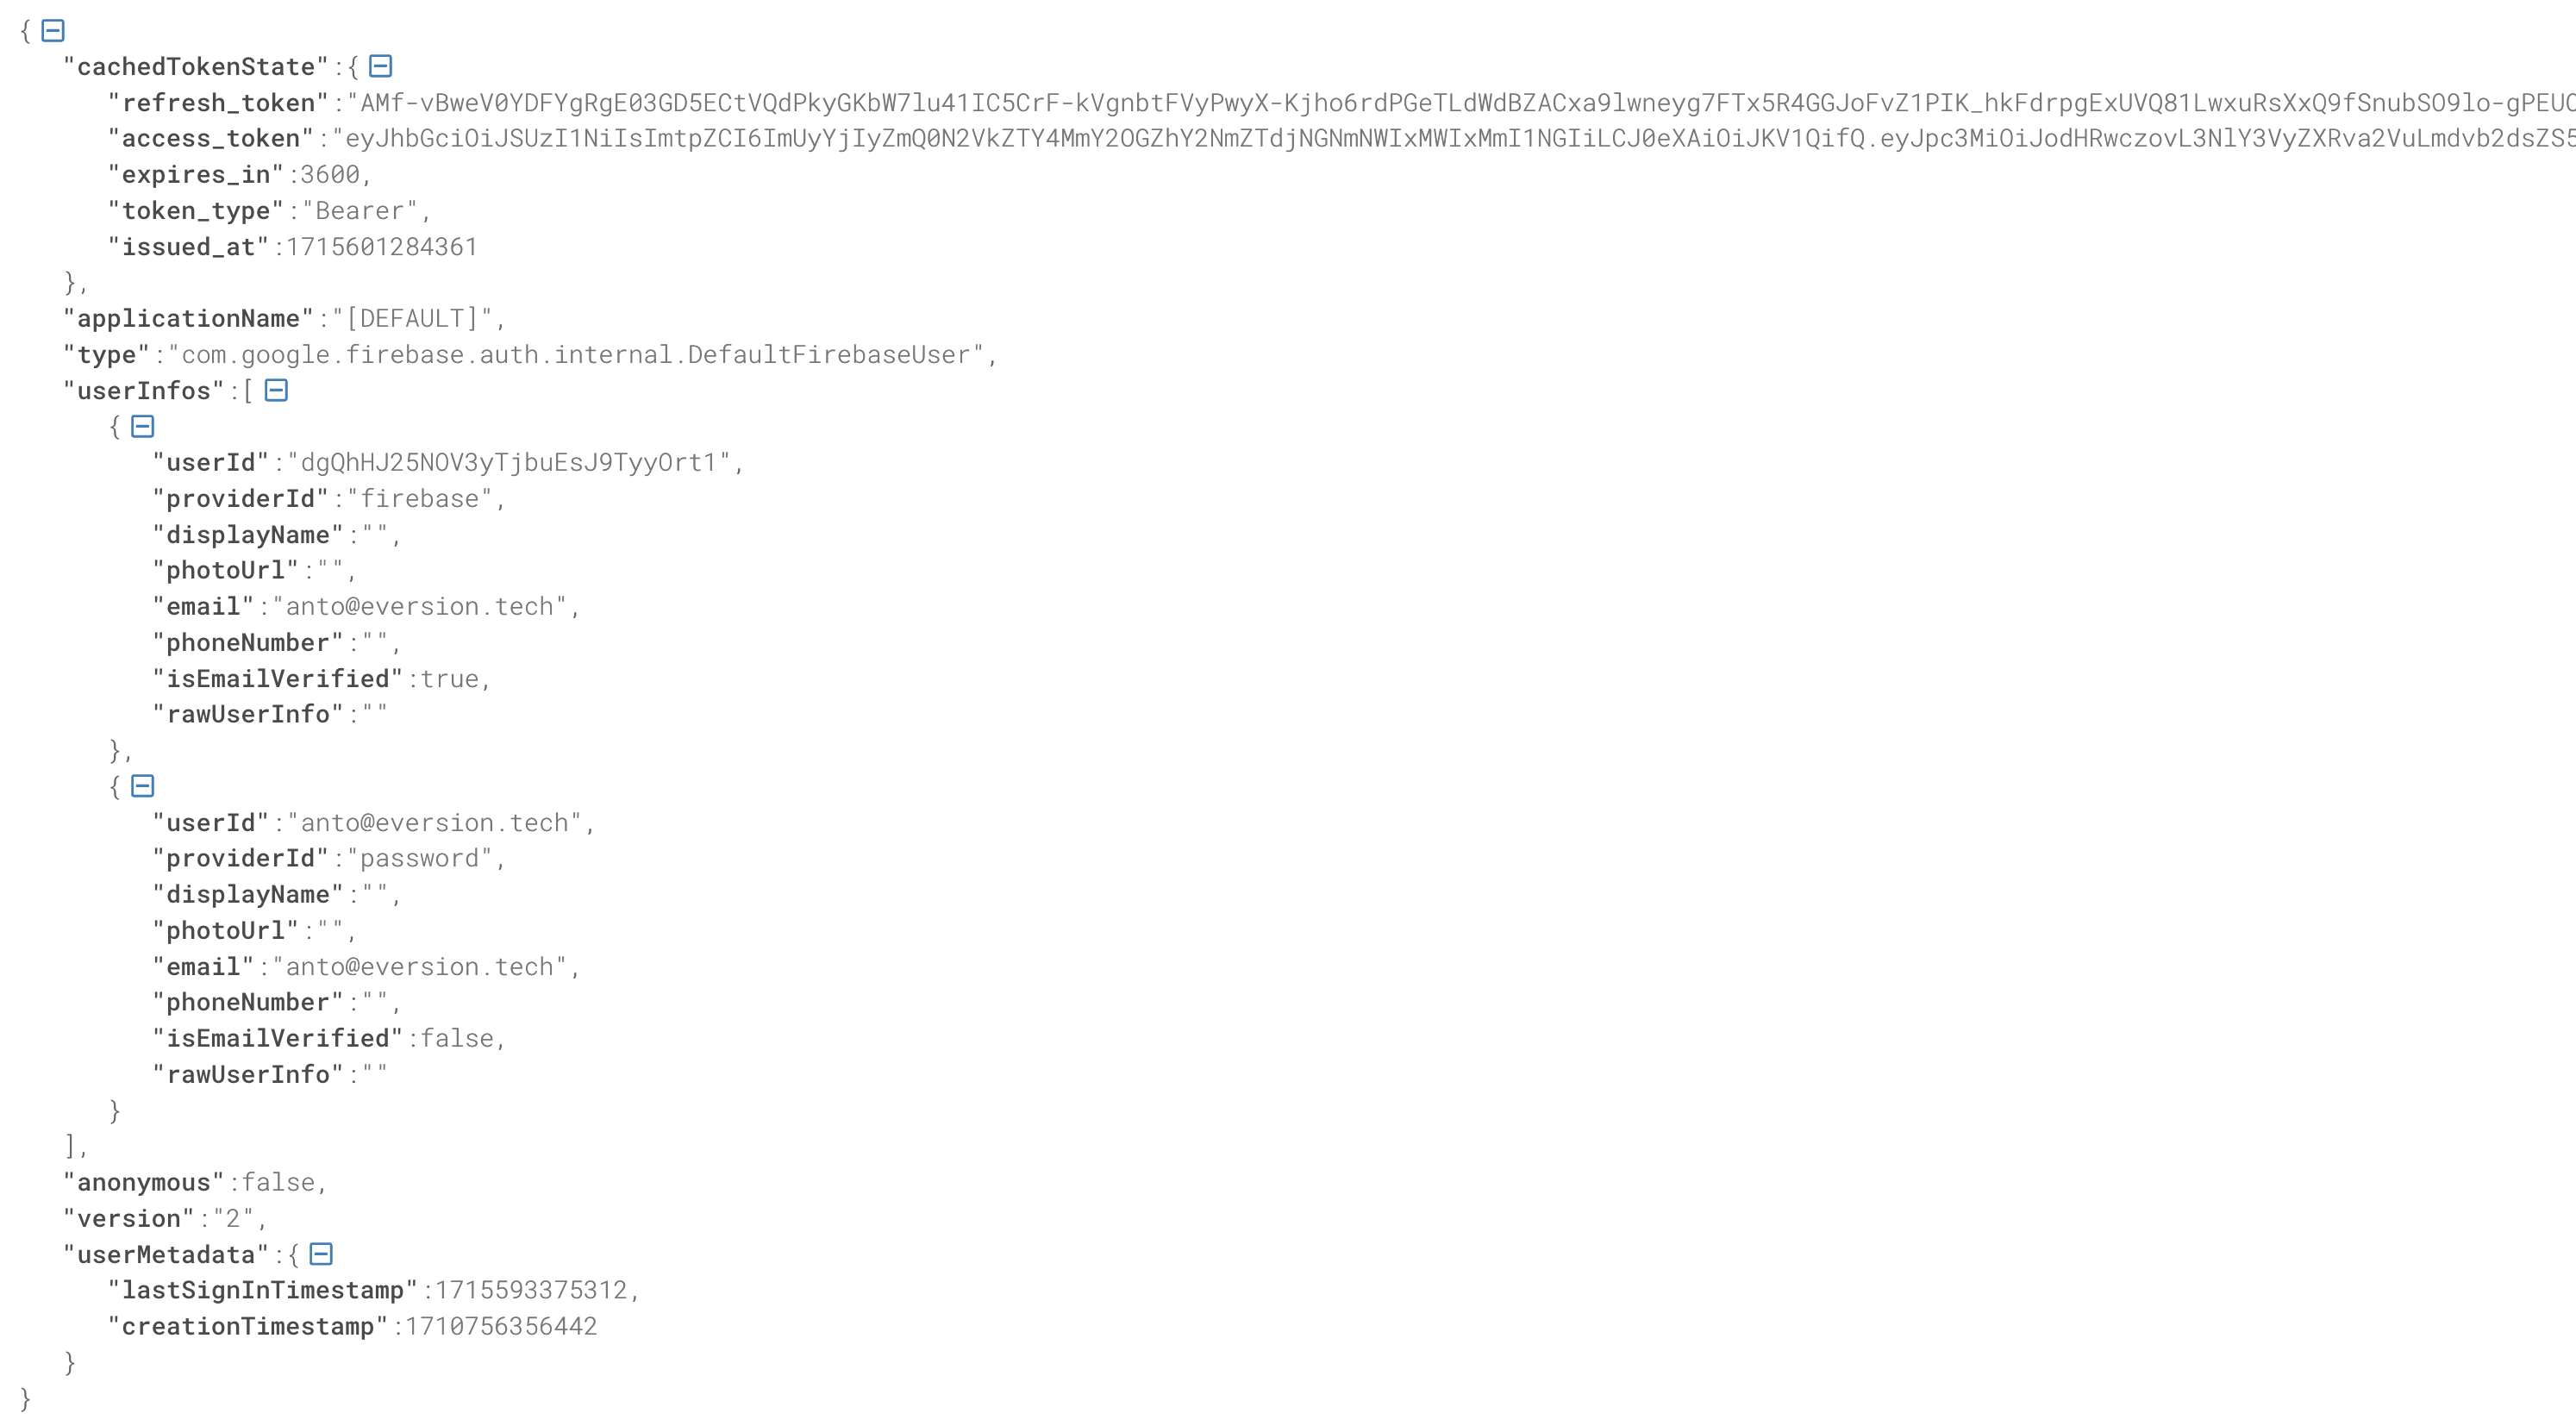 {
"cachedTokenState":{
"refresh_token":"AMf-vBweV0YDFYgRgE03GD5ECtVQdPkyGKbW7lu41IC5CrF-kVgnbtFVyPwyX-Kjho6rdPGeTLdWdBZACxa9lwneyg7FTx5R4GGJoFvZ1PIK_hkFdrpgExUVQ81LwxuRsXxQ9fSnubSO9lo-gPEUC
"access_token":"eyJhbGciOiJSUzI1NiIsImtpZCI6ImUyYjIyZmQ0N2VkZTY4MmY2OGZhY2NmZTdjNGNmNWIxMWIxMmI1NGIiLCJ0eXAiOiJKV1QifQ.eyJpc3MiOiJodHRwczovL3NlY3VyZXRva2VuLmdvb2dsZS5
"expires_in":3600,
"token_type":"Bearer",
"issued_at":1715601284361
},
"applicationName":"[DEFAULT]",
"type":"com.google.firebase.auth.internal.DefaultFirebaseUser",
"userInfos":[
{
"userId":"dgQhHJ25NOV3yTjbuEsJ9TyyOrt1",
"providerId":"firebase",
"displayName":"",
"photoUrl":"",
"email":"anto@eversion.tech",
"phoneNumber":"",
"isEmailVerified":true,
"rawUserInfo":""
},
{
"userId":"anto@eversion.tech",
"providerId":"password",
"displayName":"",
"photoUrl":"",
"email":"anto@eversion.tech",
"phoneNumber":"",
"isEmailVerified":false,
"rawUserInfo":""
}
],
"anonymous":false,
"version":"2",
"userMetadata":{
"lastSignInTimestamp":1715593375312,
"creationTimestamp":1710756356442
}
}